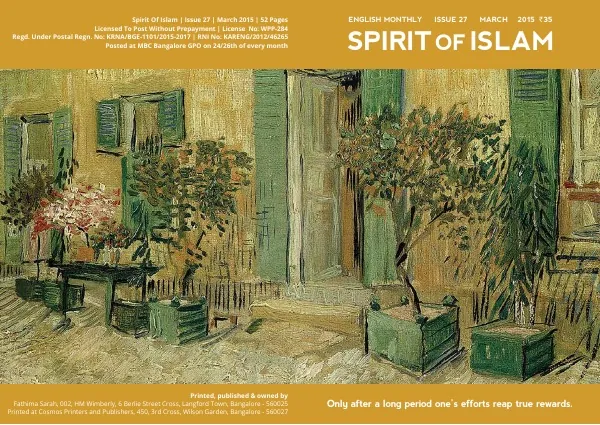 Spirit Of Islam | Issue 27 | March 2015 | 52 Pages
Licensed To Post Without Prepayment | License No: WPP-284
Regd. Under Postal Regn. No: KRNA/BGE-1101/2015-2017 | RNI No: KARENG/2012/46265
Posted at MBC Bangalore GPO on 24/26th of every month
ENGLISH MONTHLY ISSUE 27 MARCH 2015 ₹35
SPIRIT OF ISLAM
Printed, published & owned by
Fathima Sarah, 002, HM Wimberly, 6 Berlie Street Cross, Langford Town, Bangalore - 560025
Printed at Cosmos Printers and Publishers, 450, 3rd Cross, Wilson Garden, Bangalore - 560027
Only after a long period one's efforts reap true rewards.